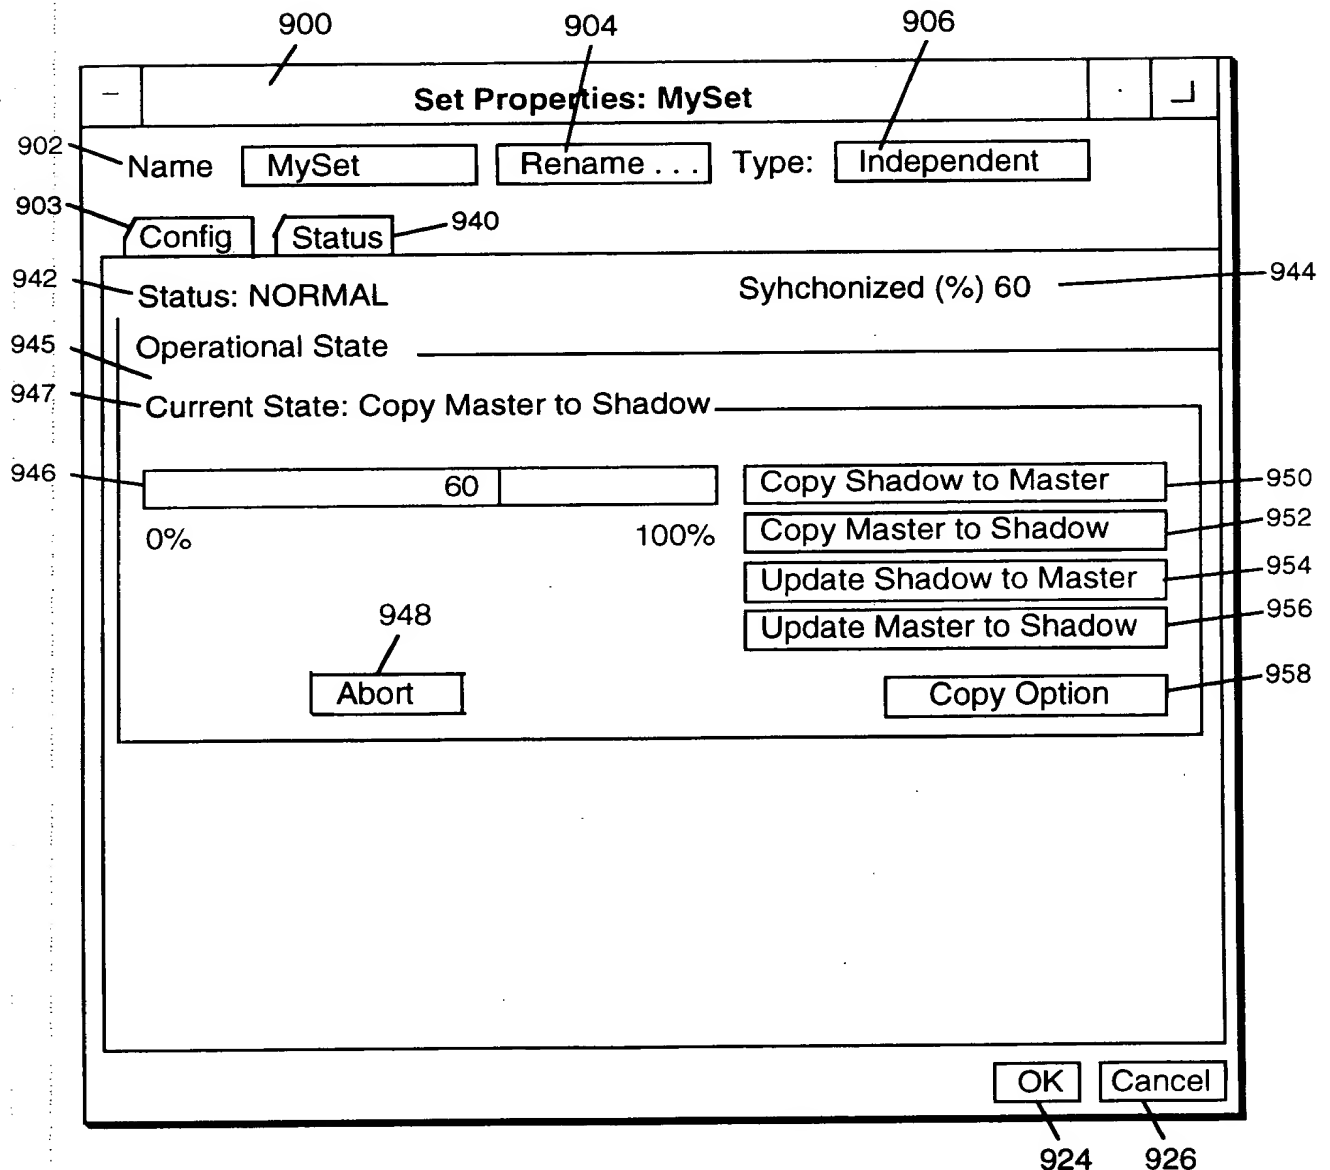 900 904 906
Set Properties: MySet
902 Name MySet Rename . . . Type: Independent
903 Config Status 940
942 Status: NORMAL Syhchonized (%) 60 944
945 Operational State
947 Current State: Copy Master to Shadow
946 60 Copy Shadow to Master 950
0% 100% Copy Master to Shadow 952
Update Shadow to Master 954
948 Update Master to Shadow 956
Abort Copy Option 958
OK Cancel
924 926